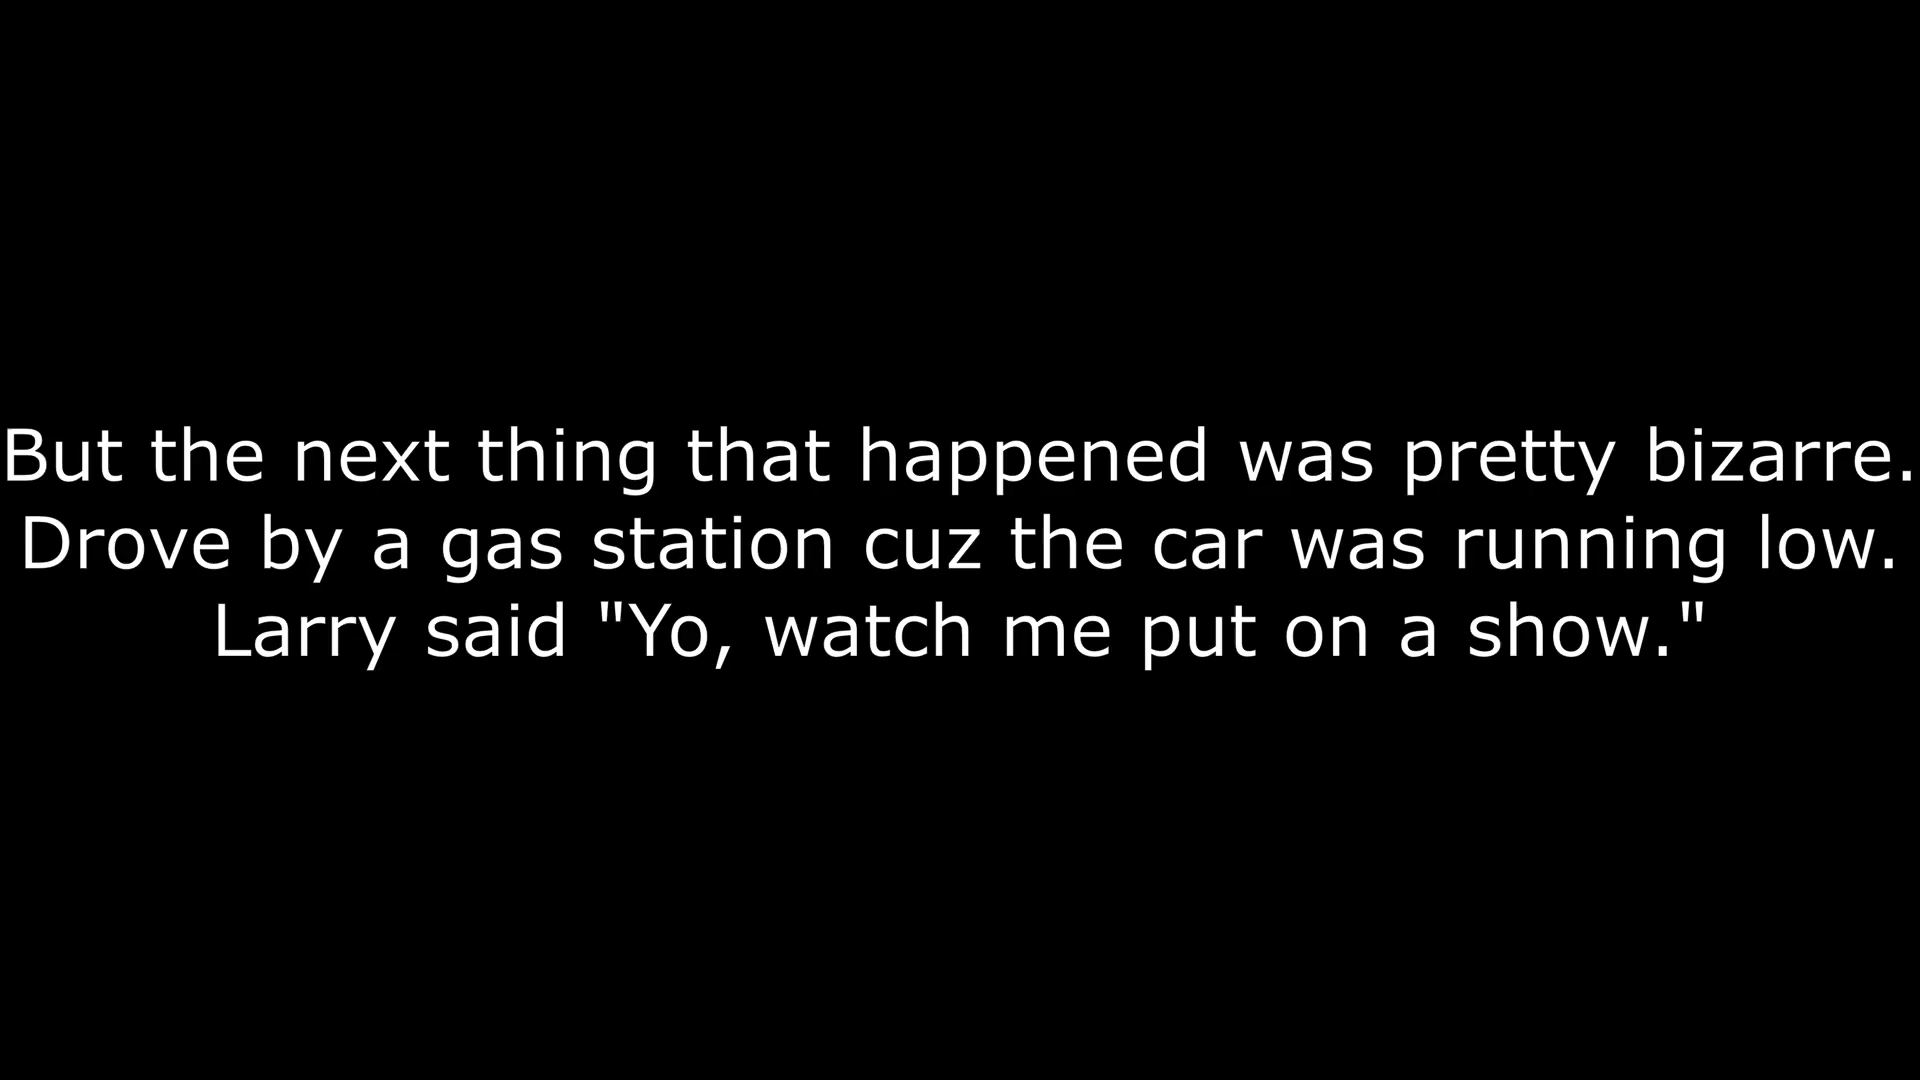 But the next thing that happened was pretty bizarre.
Drove by a gas station cuz the car was running low.
Larry said "Yo, watch me put on a show."